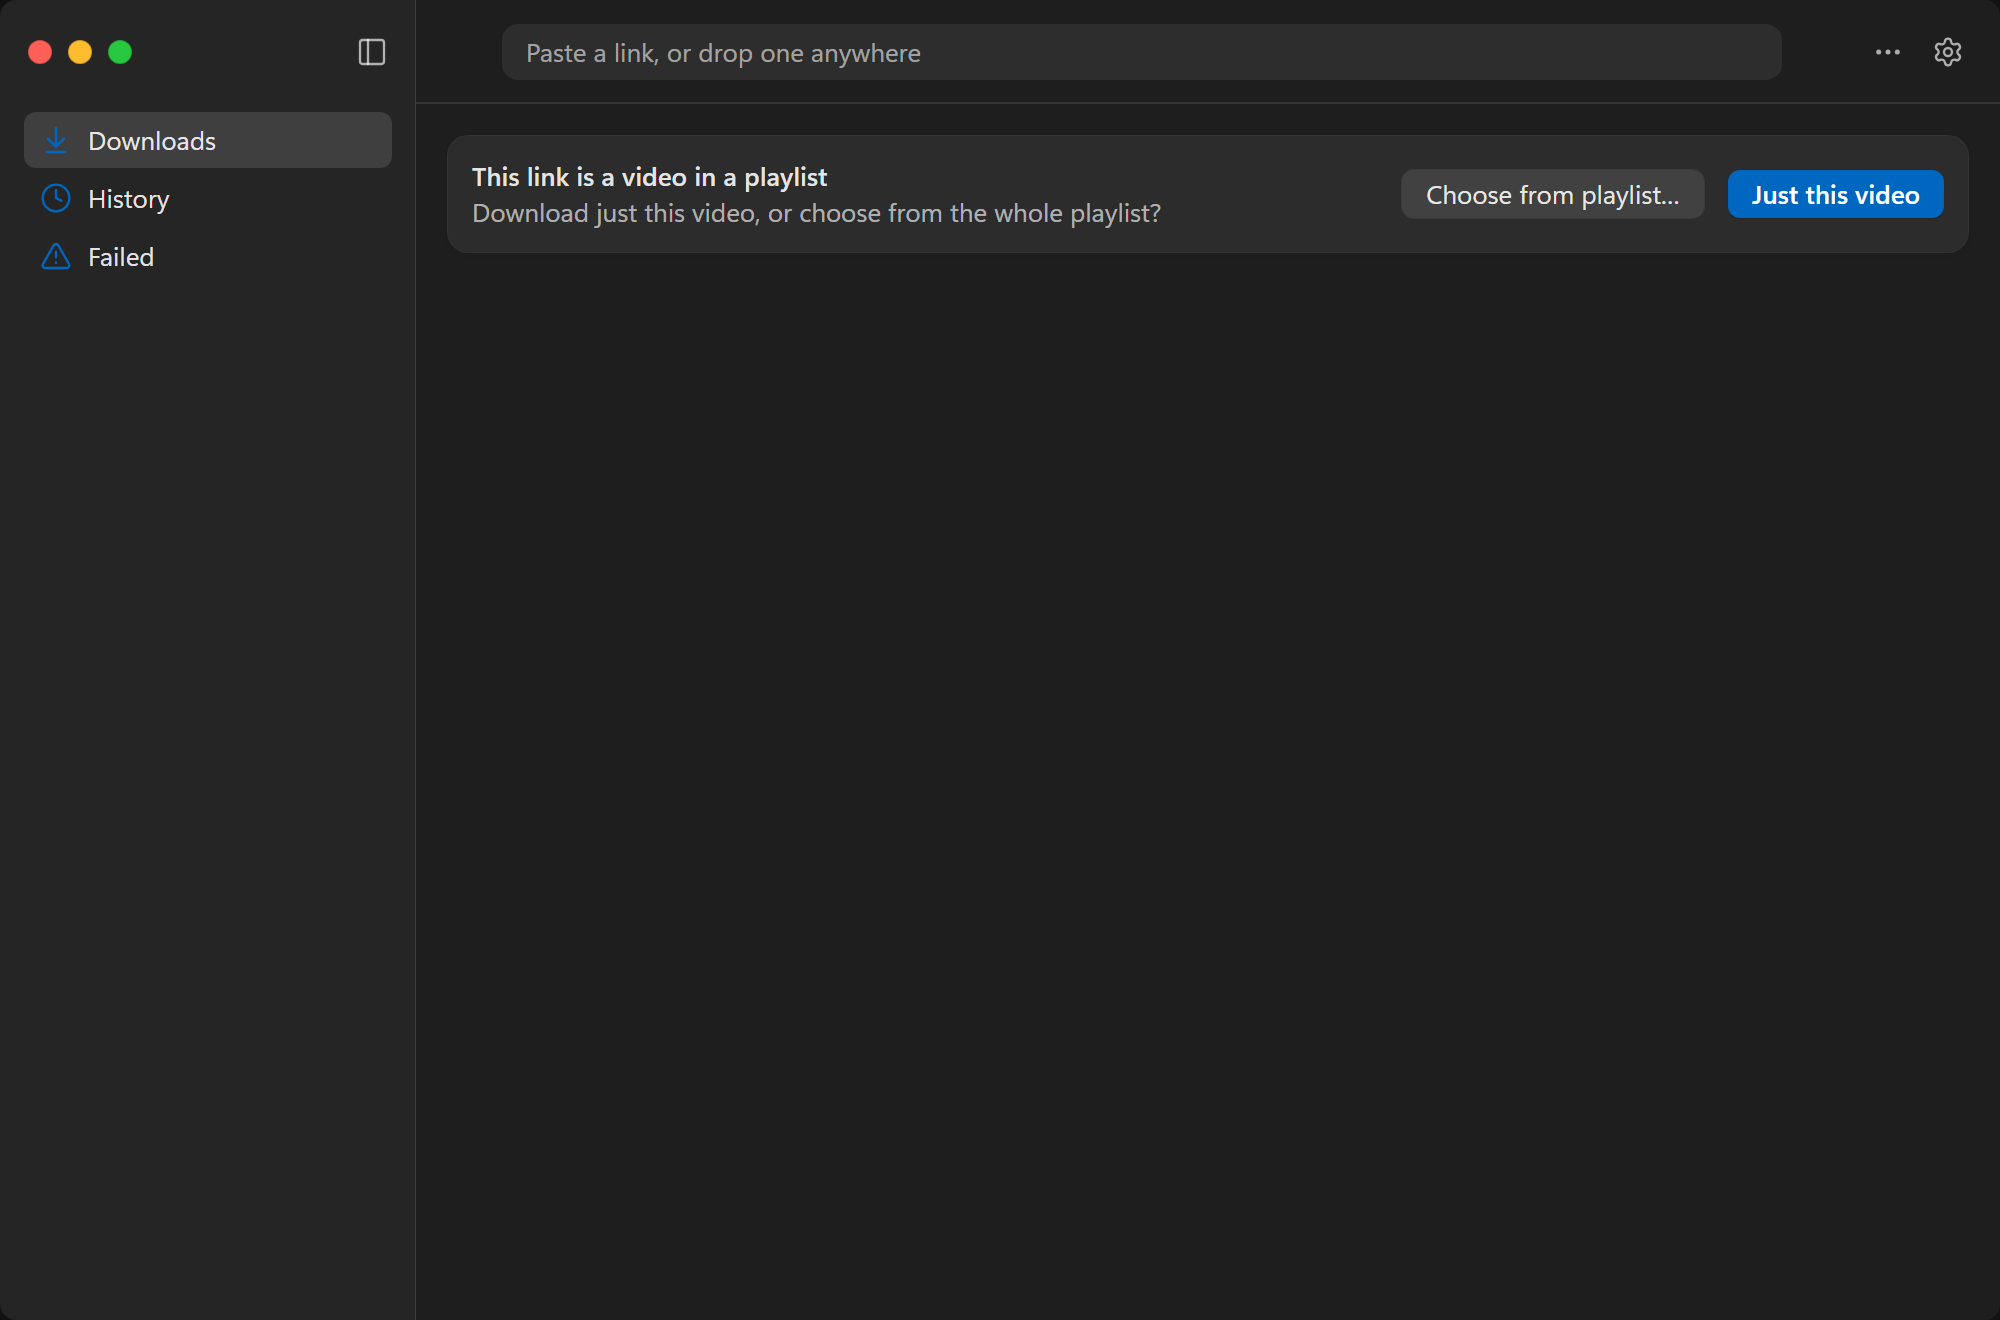 Paste a link, or drop one anywhere
Downloads
History
Failed
This link is a video in a playlist
Download just this video, or choose from the whole playlist?
Choose from playlist...
Just this video